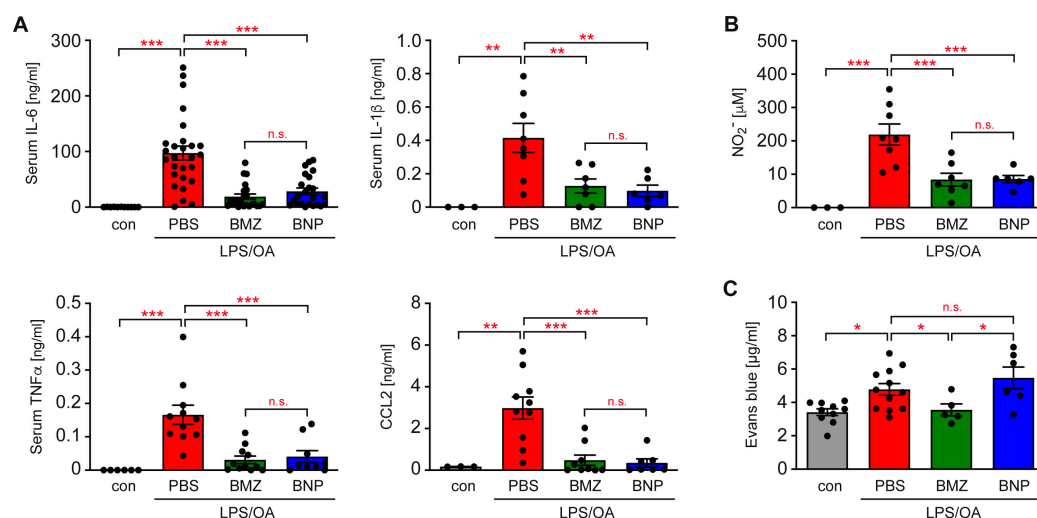 A
Serum IL-6 [ng/ml]
300
200
100
0
***
***
***
n.s.
con PBS BMZ BNP
LPS/OA
Serum IL-1β [ng/ml]
1.0
0.8
0.6
0.4
0.2
0
**
**
**
n.s.
con PBS BMZ BNP
LPS/OA
B
NO₂⁻ [µM]
500
400
300
200
100
0
***
***
***
n.s.
con PBS BMZ BNP
LPS/OA
Serum TNFα [ng/ml]
0.5
0.4
0.3
0.2
0.1
0
***
***
***
n.s.
con PBS BMZ BNP
LPS/OA
CCL2 [ng/ml]
8
6
4
2
0
**
***
***
n.s.
con PBS BMZ BNP
LPS/OA
C
Evans blue [µg/ml]
10
8
6
4
2
0
n.s.
* * *
con PBS BMZ BNP
LPS/OA